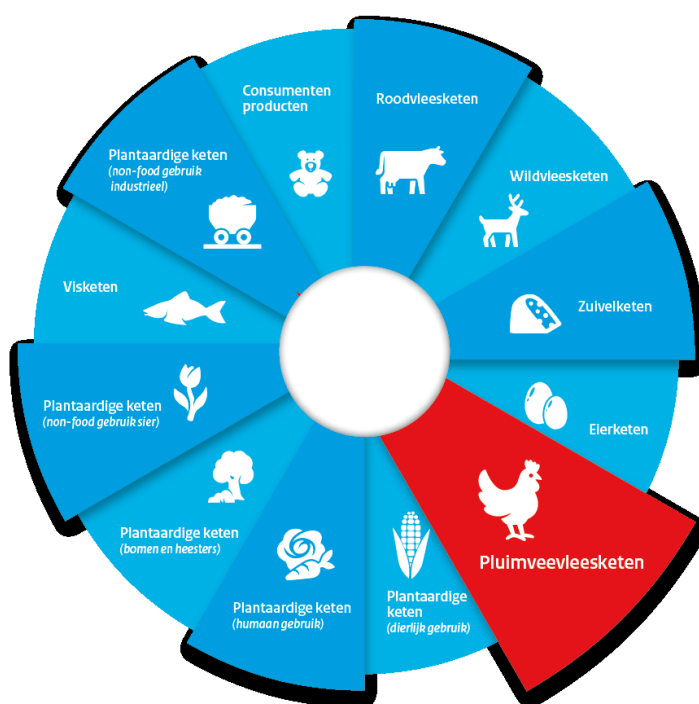 Consumenten
producten
Roodvleesketen
Plantaardige keten
(non-food gebruik
industrieel)
Wildvleesketen
Visketen
Zuivelketen
Plantaardige keten
(non-food gebruik sier)
Eierketen
Plantaardige keten
(bomen en heesters)
Pluimveevleesketen
Plantaardige keten
(humaan gebruik)
Plantaardige
keten
(dierlijk gebruik)